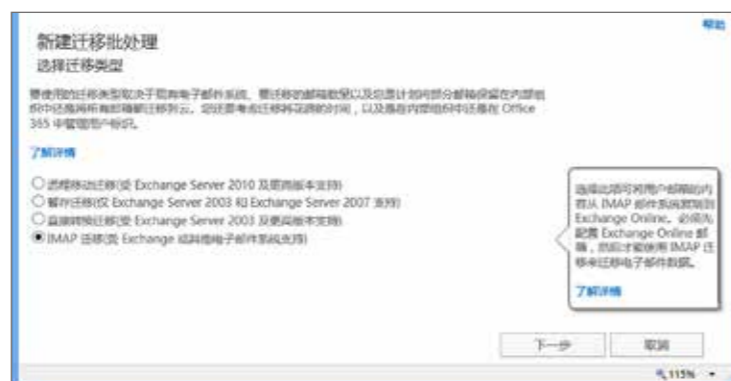 帮助
新建迁移批处理
选择迁移类型
要使用的迁移类型取决于现有电子邮件系统、要迁移的邮箱数量以及您是计划将部分邮箱保留在内部组
织中还是将所有邮箱都迁移到云。您还要考虑迁移将花费的时间，以及是在内部组织中还是在 Office
365 中管理用户标识。
了解详情
远程移动迁移(受 Exchange Server 2010 及更高版本支持)
暂存迁移(仅 Exchange Server 2003 和 Exchange Server 2007 支持)
直接转换迁移(受 Exchange Server 2003 及更高版本支持)
IMAP 迁移(受 Exchange 或其他电子邮件系统支持)
选择此项可将用户邮箱的内
容从 IMAP 邮件系统复制到
Exchange Online。必须先
配置 Exchange Online 邮
箱，然后才能使用 IMAP 迁
移来迁移电子邮件数据。
了解详情
下一步
取消
115%